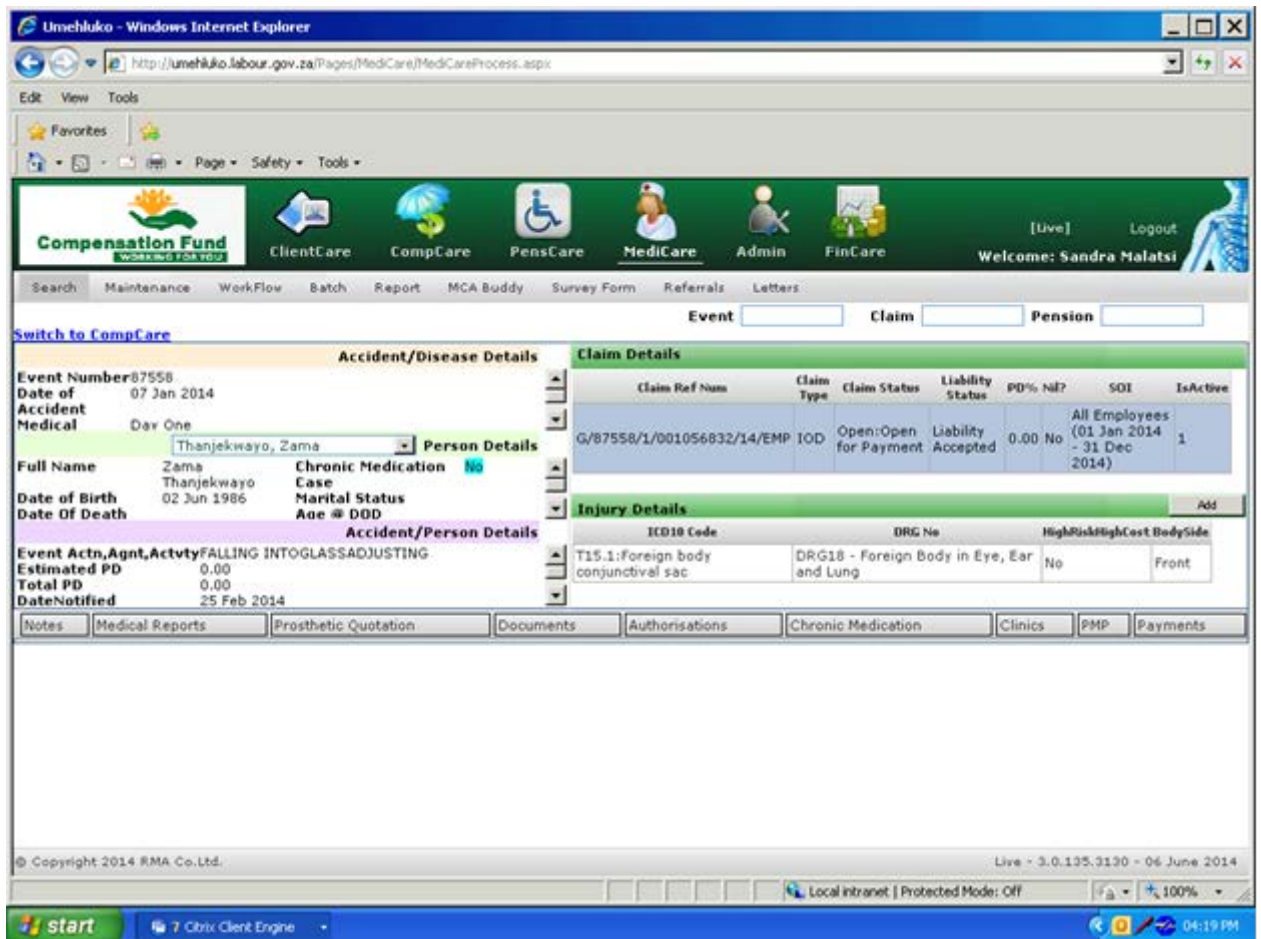 Umehluko - Windows Internet Explorer
http://umehluko.labour.gov.za/Pages/MediCare/MediCareProcess.aspx
Edit View Tools
Favorites
Page Safety Tools
Compensation Fund
WORKING FOR YOU
ClientCare CompCare PensCare MediCare Admin FinCare
[Live] Logout
Welcome: Sandra Malatsi
Search Maintenance WorkFlow Batch Report MCA Buddy Survey Form Referrals Letters
Event Claim Pension
Switch to CompCare
Accident/Disease Details
Event Number 87558
Date of Accident 07 Jan 2014
Medical Day One
Thanjekwayo, Zama Person Details
Full Name Zama Thanjekwayo Chronic Medication Case No
Date of Birth 02 Jun 1986 Marital Status
Date Of Death Age @ DOD
Accident/Person Details
Event Actn,Agnt,Actvty FALLING INTOGLASSADJUSTING
Estimated PD 0.00
Total PD 0.00
DateNotified 25 Feb 2014
Claim Details
Claim Ref Num Claim Type Claim Status Liability Status PD% Nil? SOI IsActive
G/87558/1/001056832/14/EMP IOD Open:Open for Payment Liability Accepted 0.00 No All Employees (01 Jan 2014 - 31 Dec 2014) 1
Injury Details Add
ICD10 Code DRG No HighRisk HighCost BodySide
T15.1:Foreign body conjunctival sac DRG18 - Foreign Body in Eye, Ear and Lung No Front
Notes Medical Reports Prosthetic Quotation Documents Authorisations Chronic Medication Clinics PMP Payments
© Copyright 2014 RMA Co.Ltd. Live - 3.0.135.3130 - 06 June 2014
Local intranet | Protected Mode: Off 100%
start 7 Citrix Client Engine 04:19 PM